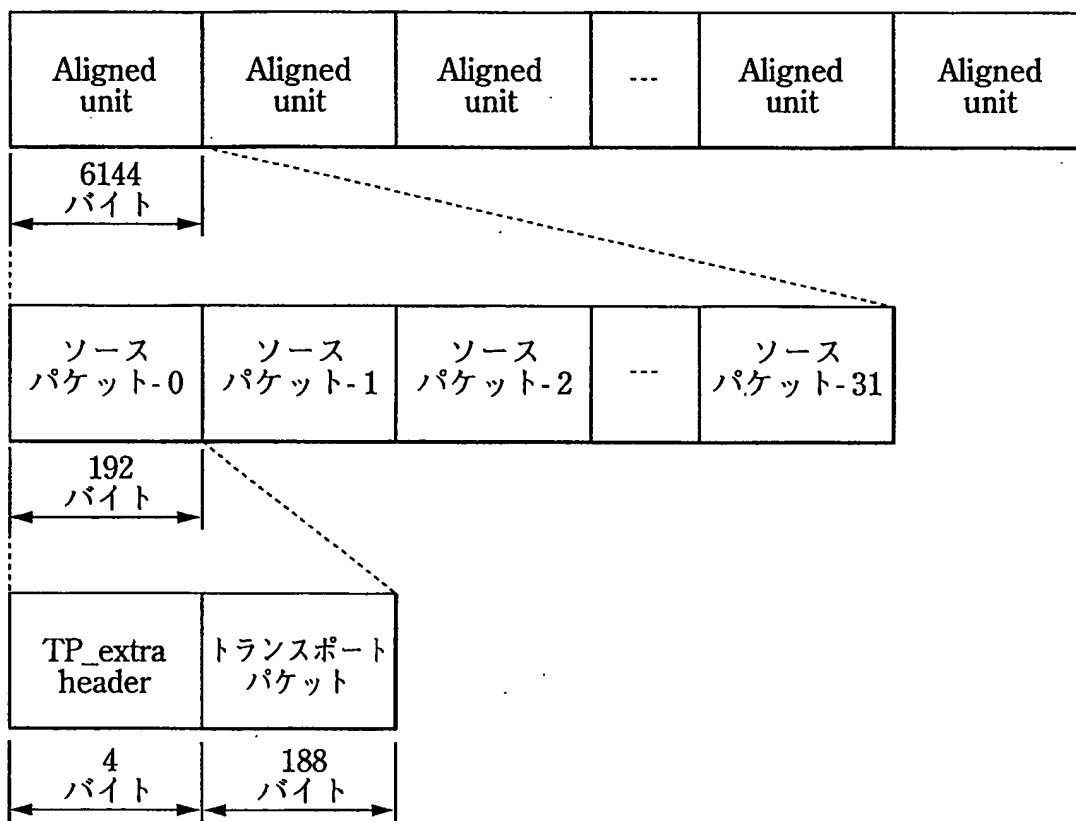 Aligned
unit
Aligned
unit
Aligned
unit
---
Aligned
unit
Aligned
unit
6144
バイト
ソース
パケット-0
ソース
パケット-1
ソース
パケット-2
---
ソース
パケット-31
192
バイト
TP_extra
header
トランスポート
パケット
4
バイト
188
バイト